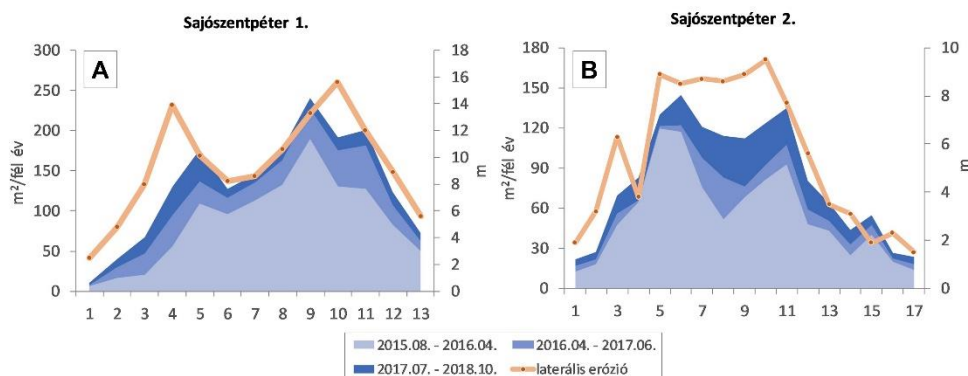 Sajószentpéter 1.
A
300
250
200
150
100
50
0
m²/fél év
18
16
14
12
10
8
6
4
2
0
m
1 2 3 4 5 6 7 8 9 10 11 12 13
Sajószentpéter 2.
B
180
150
120
90
60
30
0
m²/fél év
10
8
6
4
2
0
m
1 3 5 7 9 11 13 15 17
2015.08. - 2016.04.
2016.04. - 2017.06.
2017.07. - 2018.10.
laterális erózió